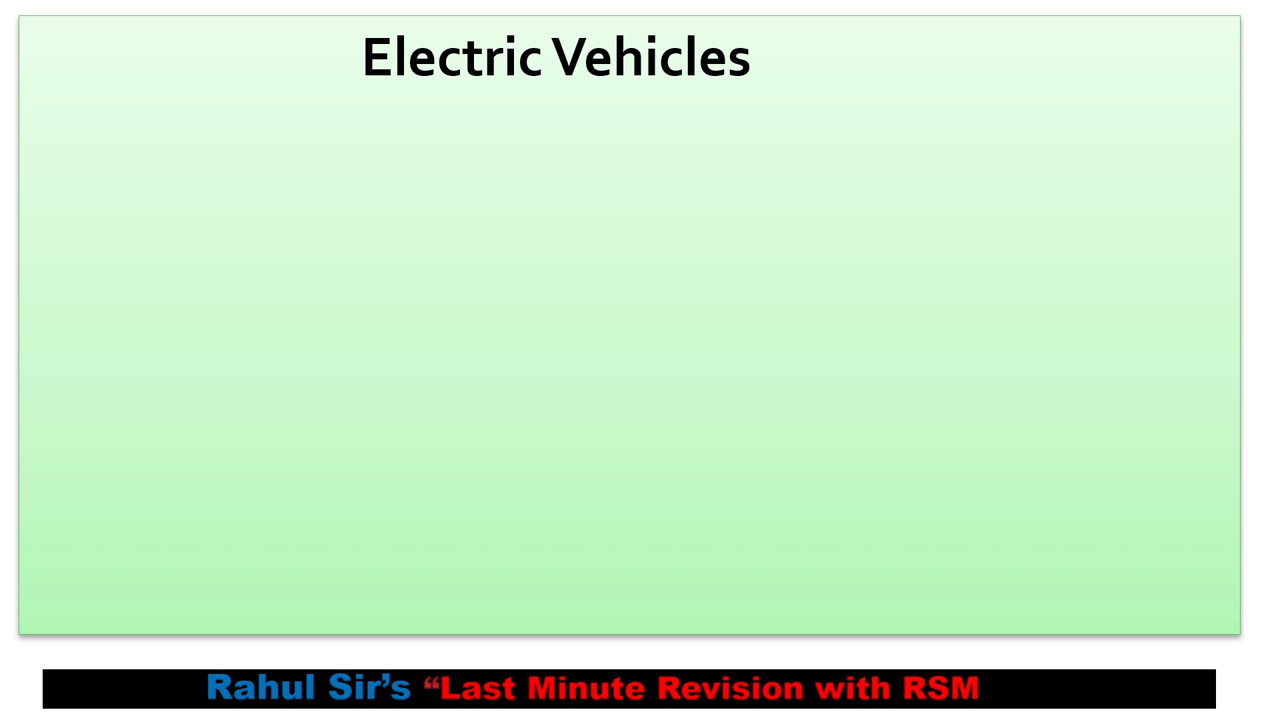 Electric Vehicles
Rahul Sir’s “Last Minute Revision with RSM